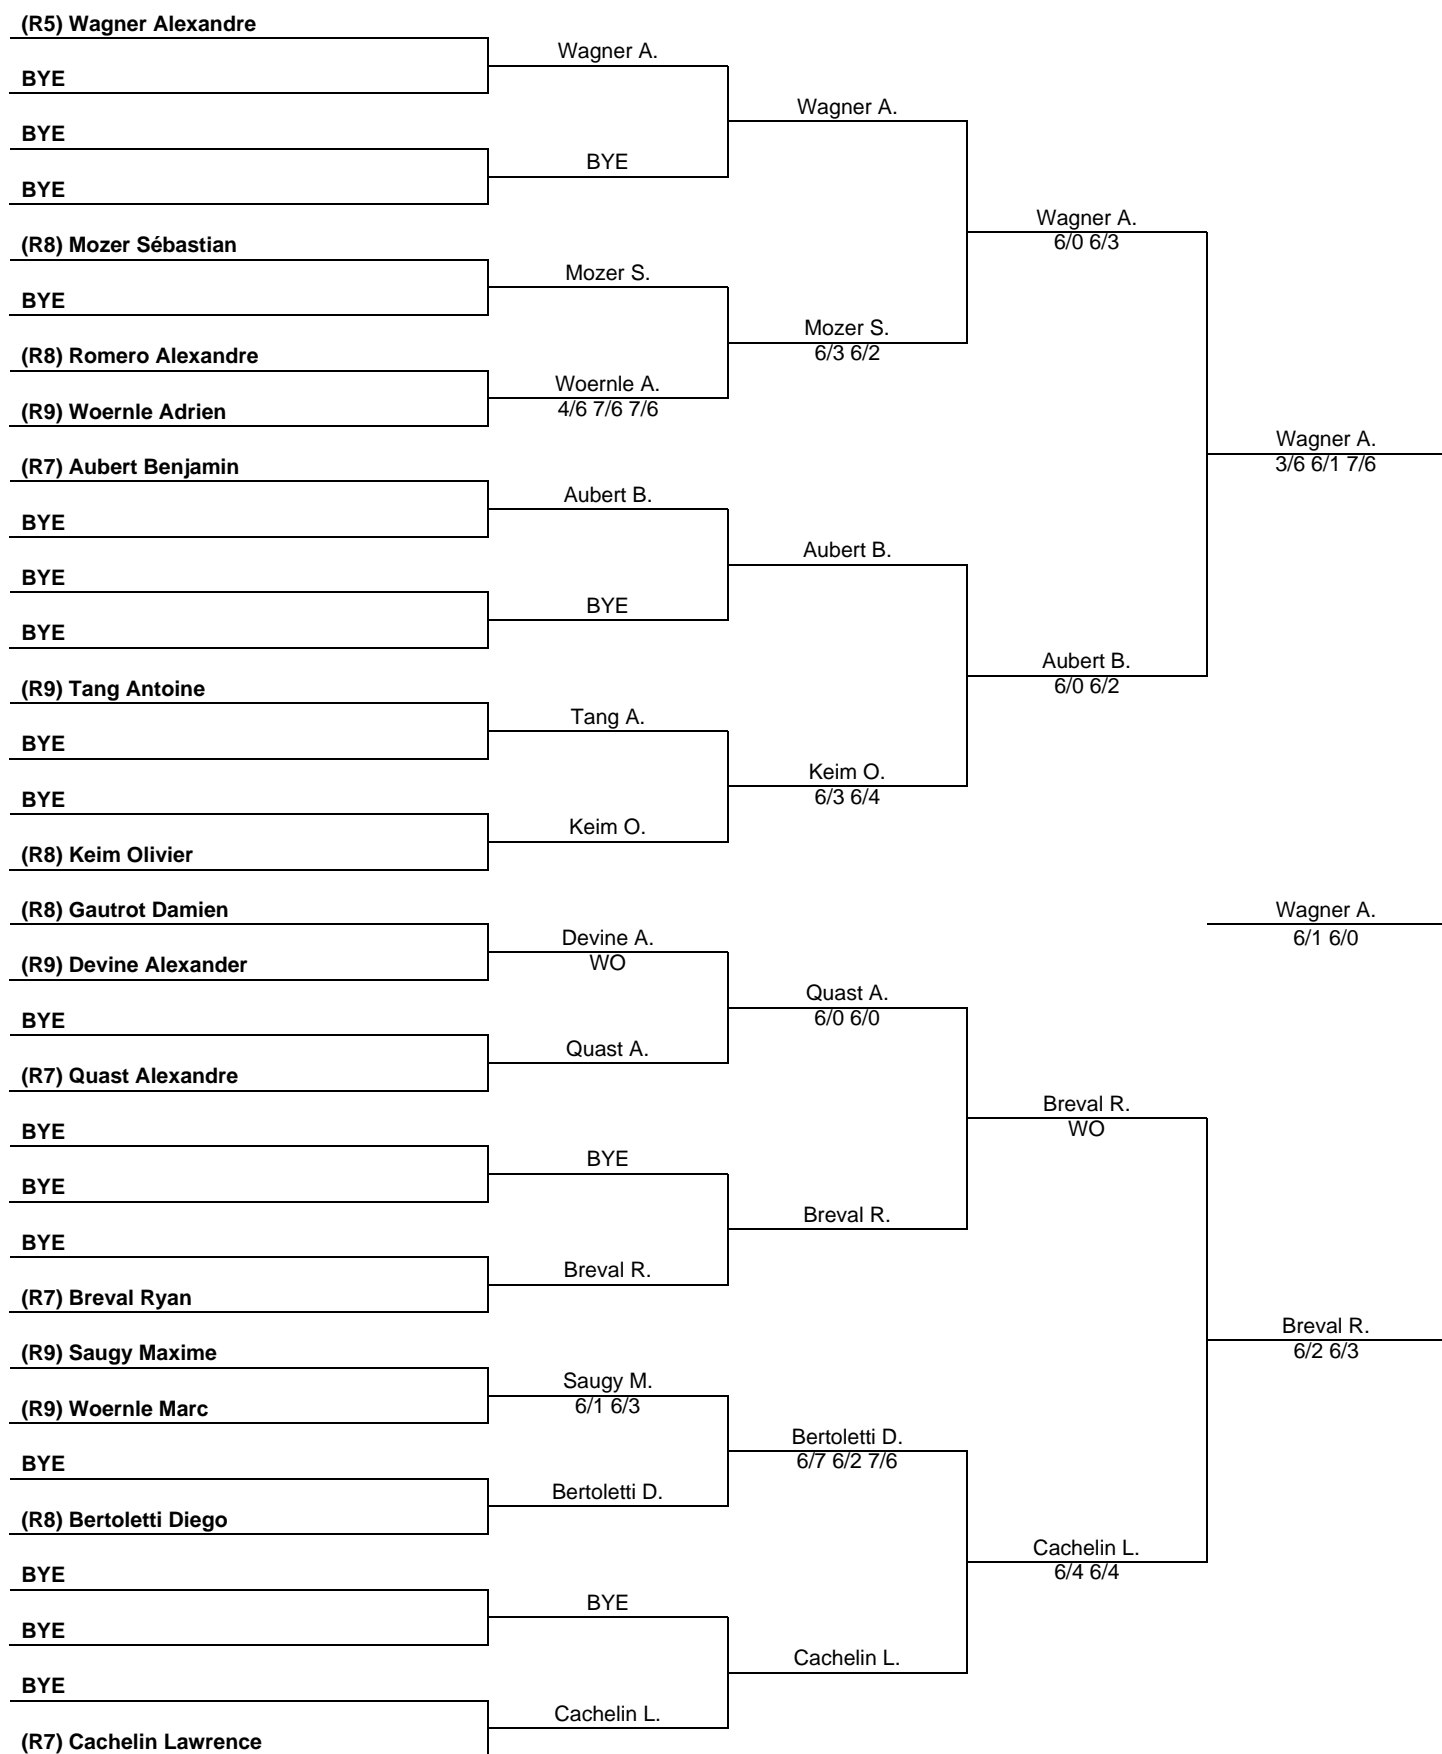 (R5) Wagner Alexandre
BYE
BYE
BYE
(R8) Mozer Sébastian
BYE
(R8) Romero Alexandre
(R9) Woernle Adrien
(R7) Aubert Benjamin
BYE
BYE
BYE
(R9) Tang Antoine
BYE
BYE
(R8) Keim Olivier
(R8) Gautrot Damien
(R9) Devine Alexander
BYE
(R7) Quast Alexandre
BYE
BYE
BYE
(R7) Breval Ryan
(R9) Saugy Maxime
(R9) Woernle Marc
BYE
(R8) Bertoletti Diego
BYE
BYE
BYE
(R7) Cachelin Lawrence
Wagner A.
BYE
Mozer S.
Woernle A.
4/6 7/6 7/6
Aubert B.
BYE
Tang A.
Keim O.
Devine A.
WO
Quast A.
BYE
Breval R.
Saugy M.
6/1 6/3
Bertoletti D.
BYE
Cachelin L.
Wagner A.
Mozer S.
6/3 6/2
Aubert B.
Keim O.
6/3 6/4
Quast A.
6/0 6/0
Breval R.
Bertoletti D.
6/7 6/2 7/6
Cachelin L.
Wagner A.
6/0 6/3
Aubert B.
6/0 6/2
Breval R.
WO
Cachelin L.
6/4 6/4
Wagner A.
3/6 6/1 7/6
Wagner A.
6/1 6/0
Breval R.
6/2 6/3